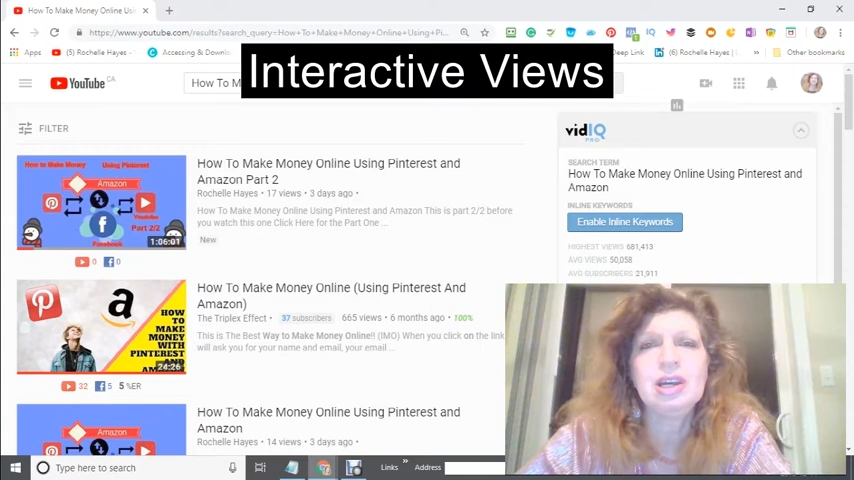 How To Make Money Online Usin
https://www.youtube.com/results?search_query=How+To+Make+Money+Online+Using+Pi...
Apps
(5) Rochelle Hayes -
Accessing & Downlo
Deep Link
(6) Rochelle Hayes
Other bookmarks
Interactive Views
YouTube CA
How To M
FILTER
How to Make Money Using Pinterest
Amazon
Youtube
Part 2/2
Facebook
1:06:01
How To Make Money Online Using Pinterest and
Amazon Part 2
Rochelle Hayes • 17 views • 3 days ago •
How To Make Money Online Using Pinterest and Amazon This is part 2/2 before
you watch this one Click Here for the Part One ...
New
0 0
vidIQ
PRO
SEARCH TERM
How To Make Money Online Using Pinterest and
Amazon
INLINE KEYWORDS
Enable Inline Keywords
HIGHEST VIEWS 681,413
AVG VIEWS 50,058
AVG SUBSCRIBERS 21,911
HOW
TO MAKE
MONEY
WITH
PINTEREST
AND
24:26
How To Make Money Online (Using Pinterest And
Amazon)
The Triplex Effect • 37 subscribers • 665 views • 6 months ago • 100%
This is The Best Way to Make Money Online!! (IMO) When you click on the link
will ask you for your name and email, your email ...
32 5 5 %ER
Amazon
How To Make Money Online Using Pinterest and
Amazon
Rochelle Hayes • 14 views • 3 days ago •
Type here to search
Links
Address